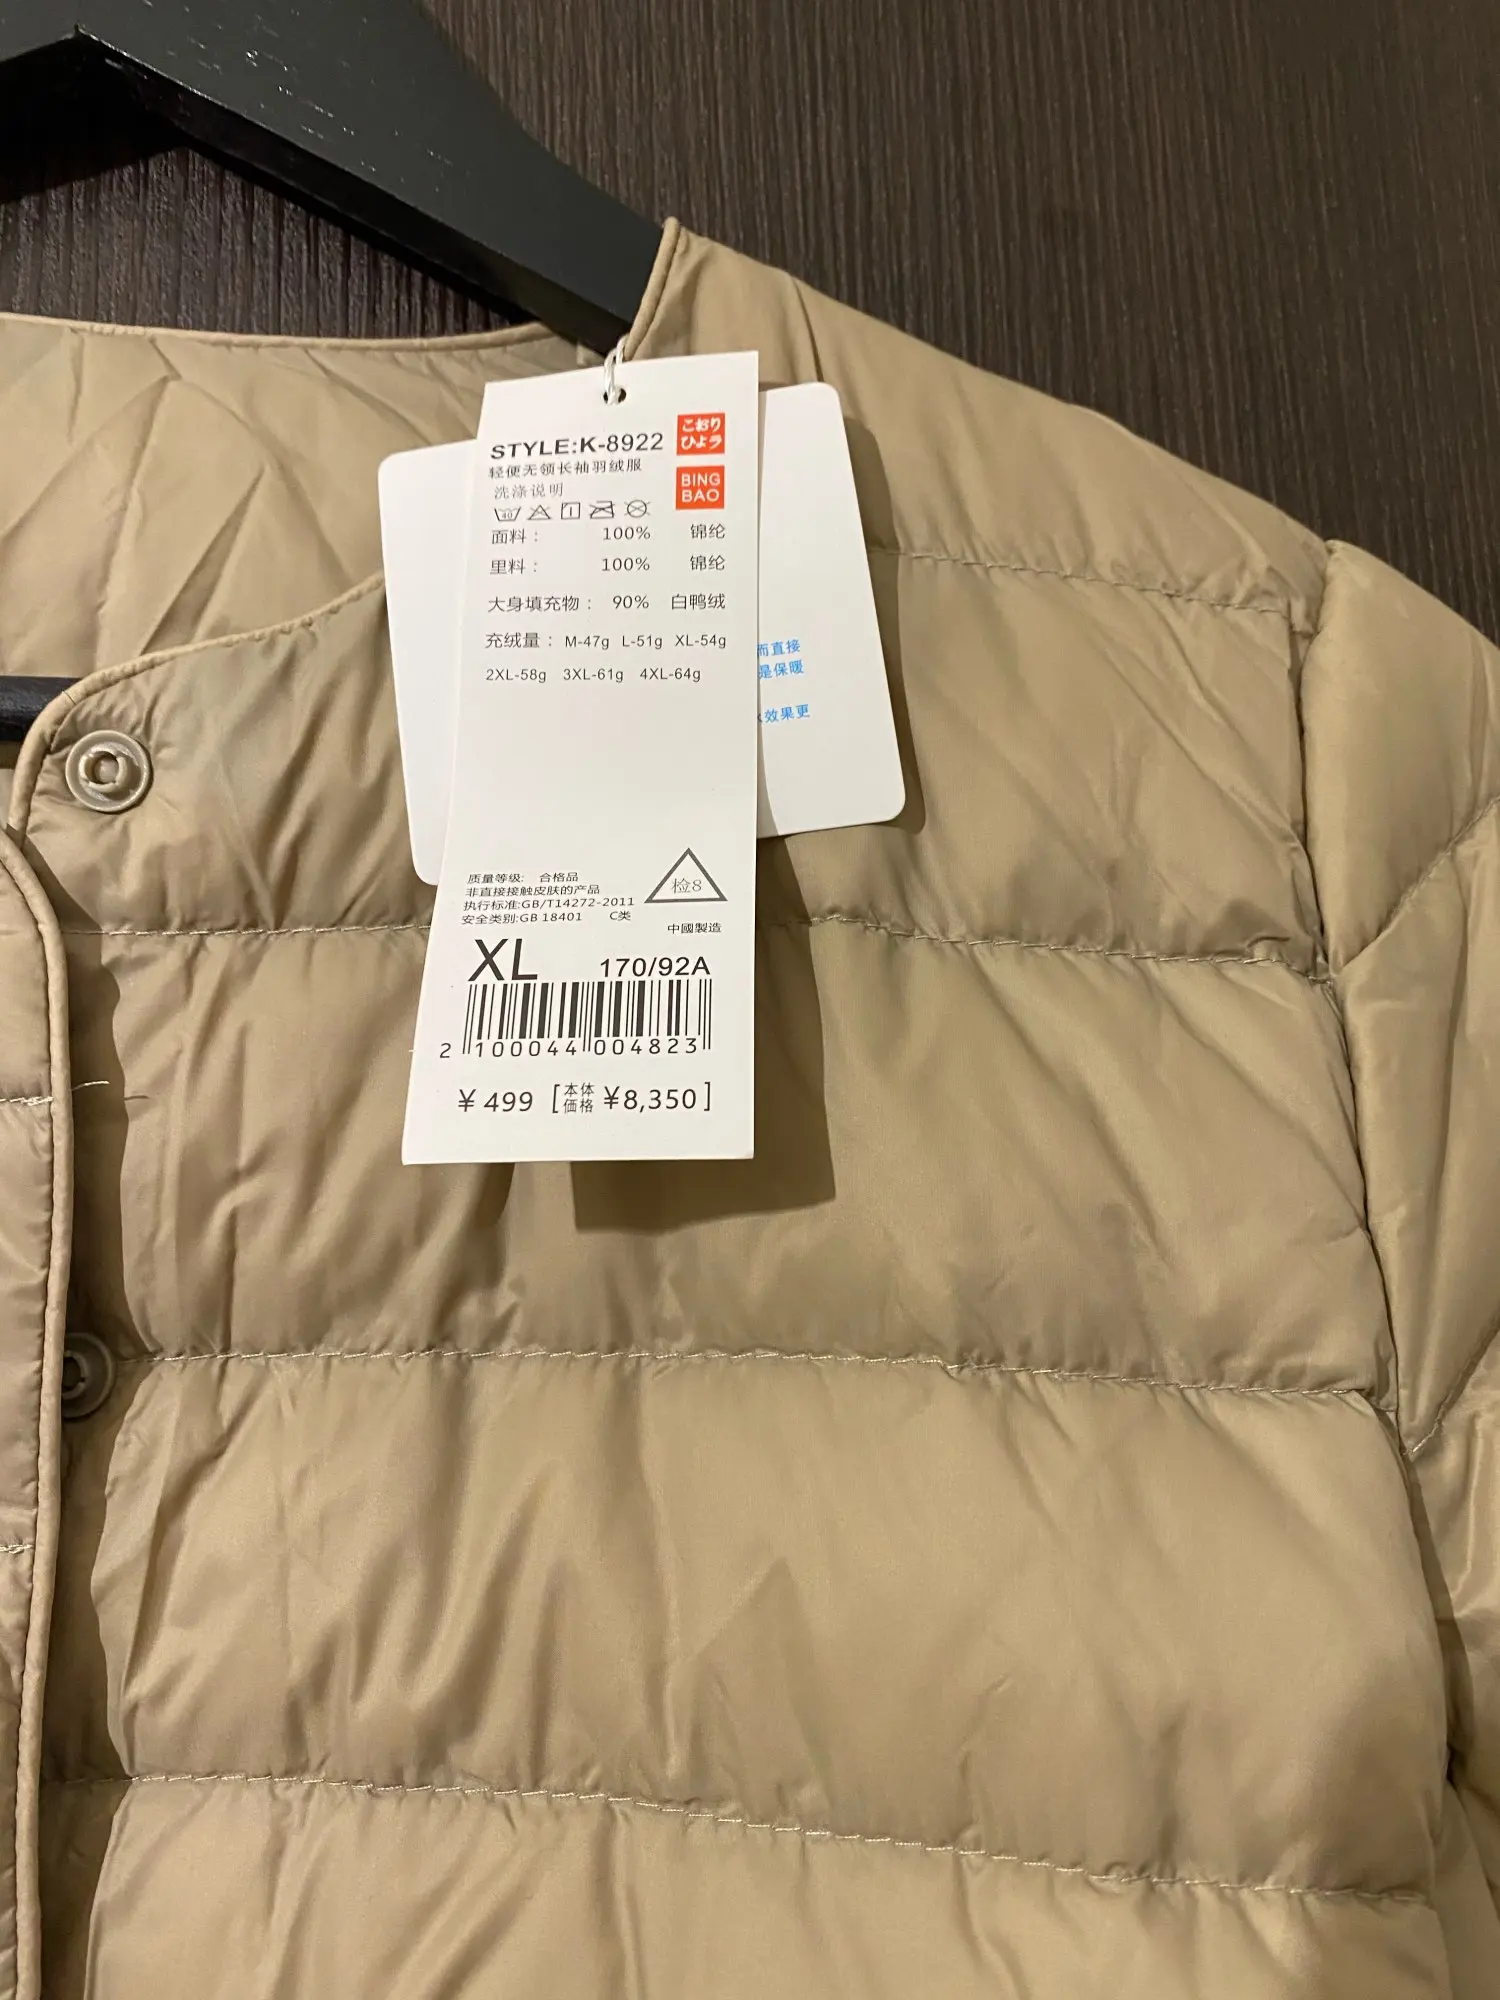 STYLE:K-8922
こおり
ひょう
轻便无领长袖羽绒服
洗涤说明
BING
BAO
40
面料： 100% 锦纶
里料： 100% 锦纶
大身填充物： 90% 白鸭绒
充绒量： M-47g L-51g XL-54g
2XL-58g 3XL-61g 4XL-64g
而直接
是保暖
效果更
质量等级: 合格品
非直接接触皮肤的产品
执行标准:GB/T14272-2011
安全类别:GB 18401 C类
检8
中國製造
XL 170/92A
2 100044 004823
¥ 499 [本体価格 ¥8,350]